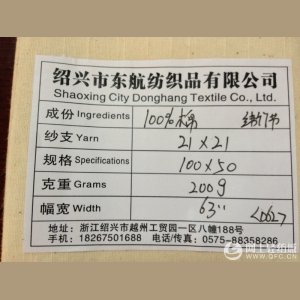 绍兴市东航纺织品有限公司
Shaoxing City Donghang Textile Co., Ltd.
成份 Ingredients 100%棉
纱支 Yarn 21×21
规格 Specifications 100×50
克重 Grams 200g
幅宽 Width 63"
地址:浙江绍兴市越州工贸园一区八幢188号
手机:18267501688 电话/传真:0575-88358286